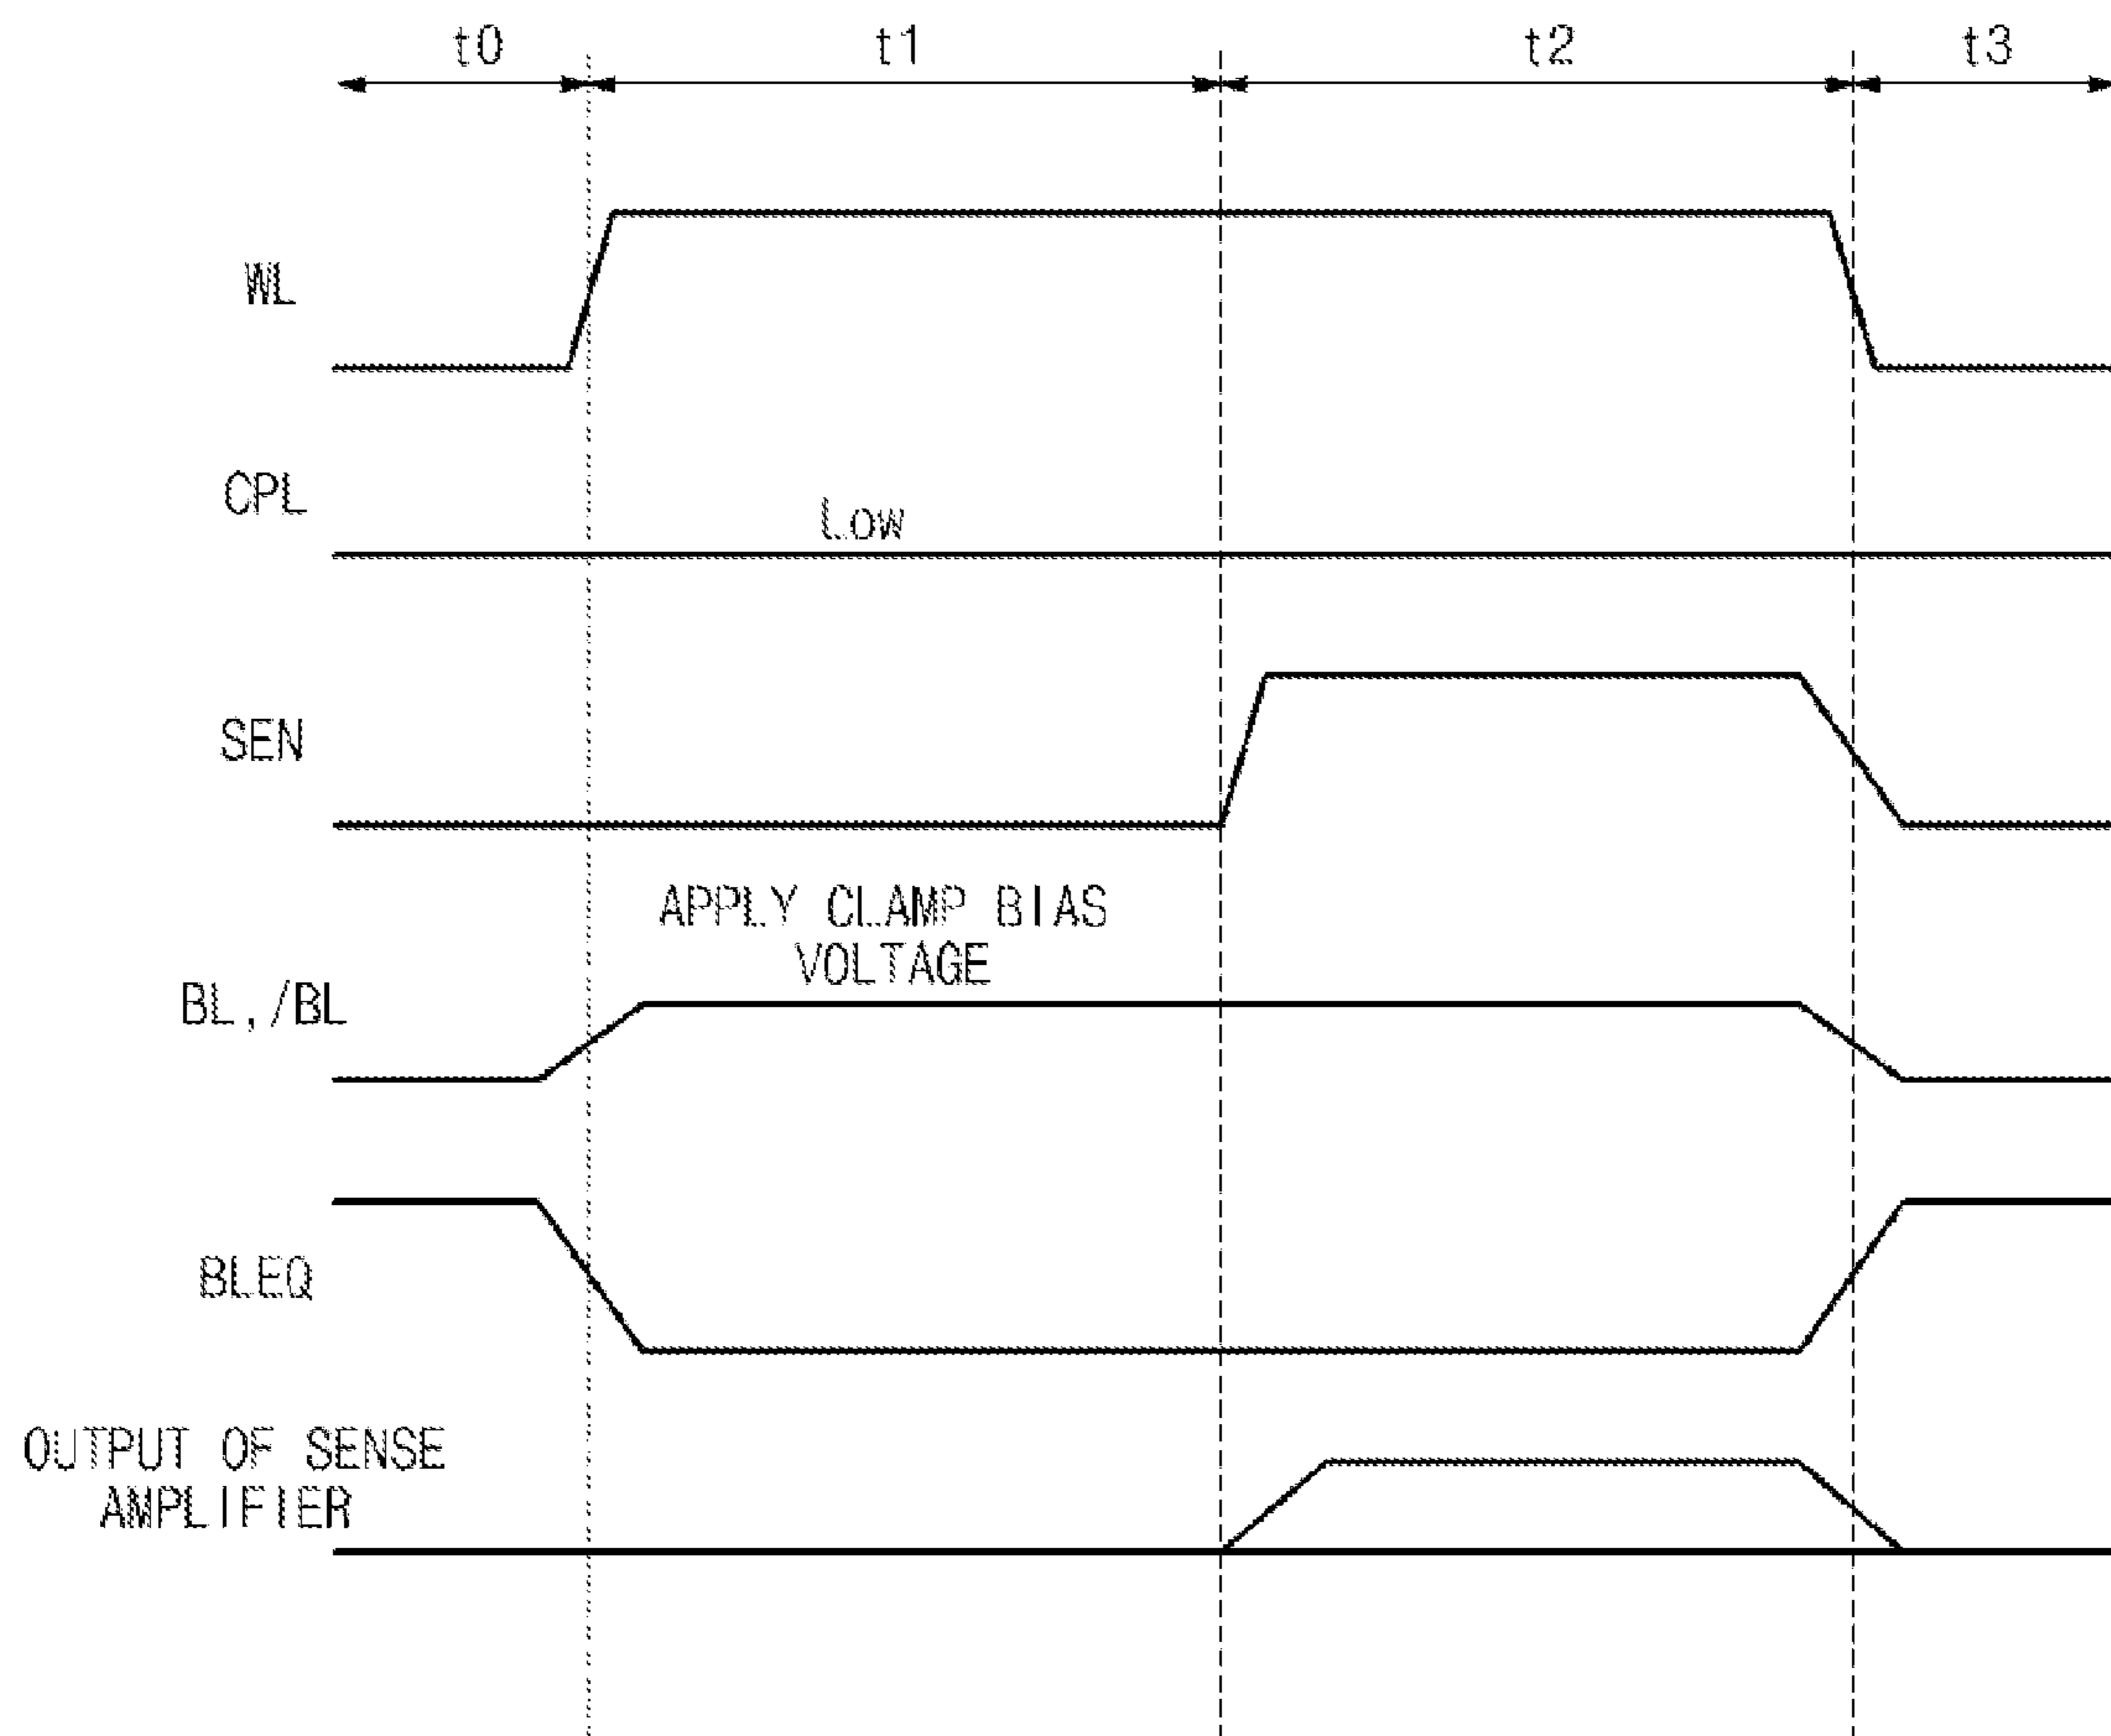 t0 t1 t2 t3
WL
CPL
Low
SEN
APPLY CLAMP BIAS
VOLTAGE
BL,/BL
BLEQ
OUTPUT OF SENSE
AMPLIFIER